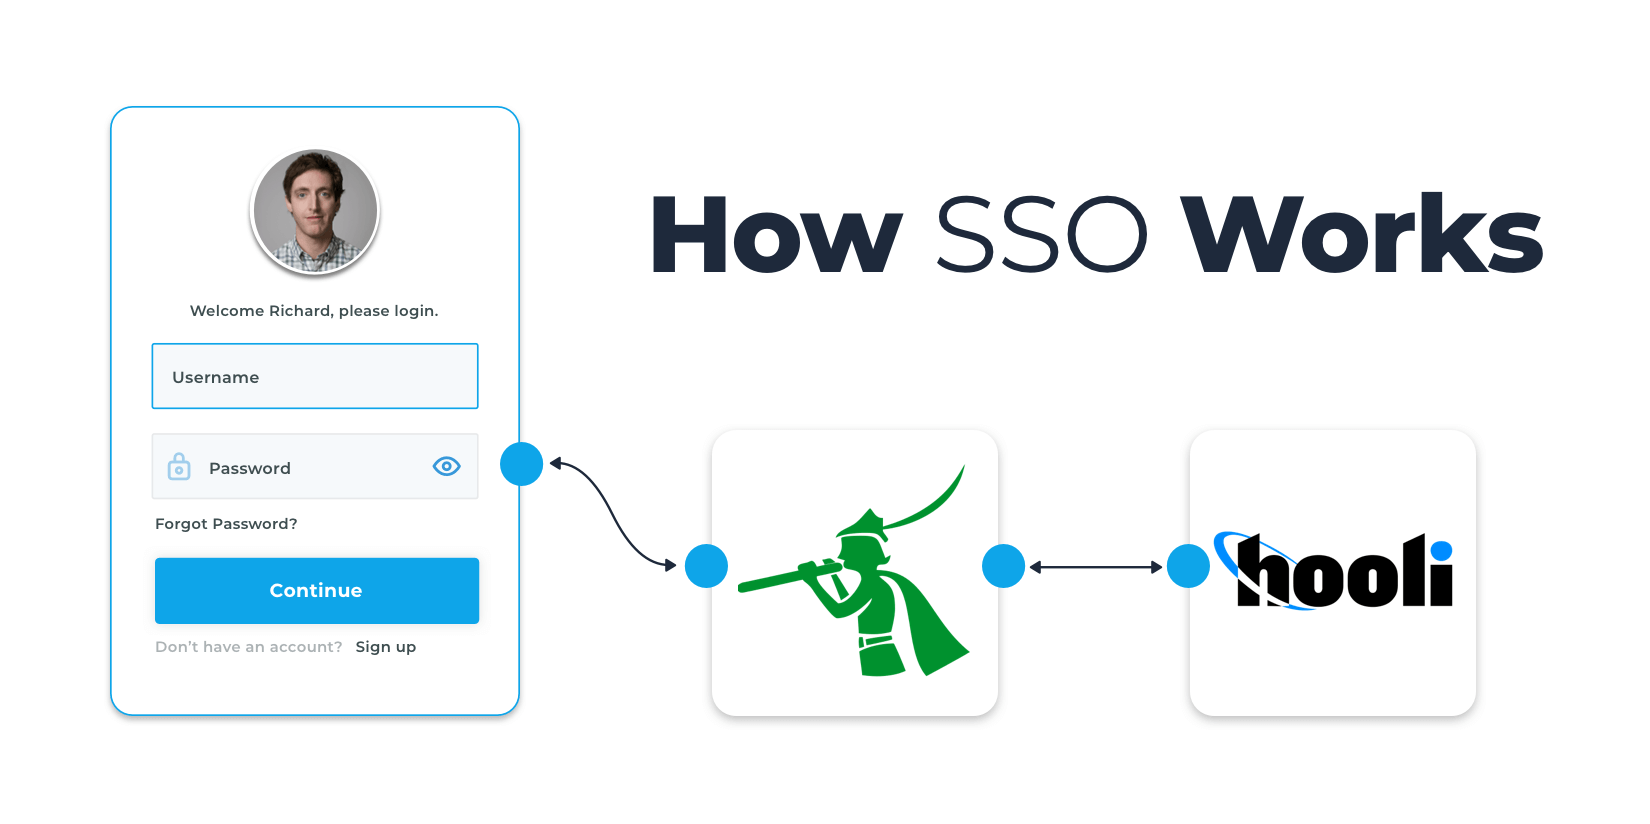 How SSO Works
Welcome Richard, please login.
Username
Password
Forgot Password?
Continue
Don’t have an account? Sign up
hooli